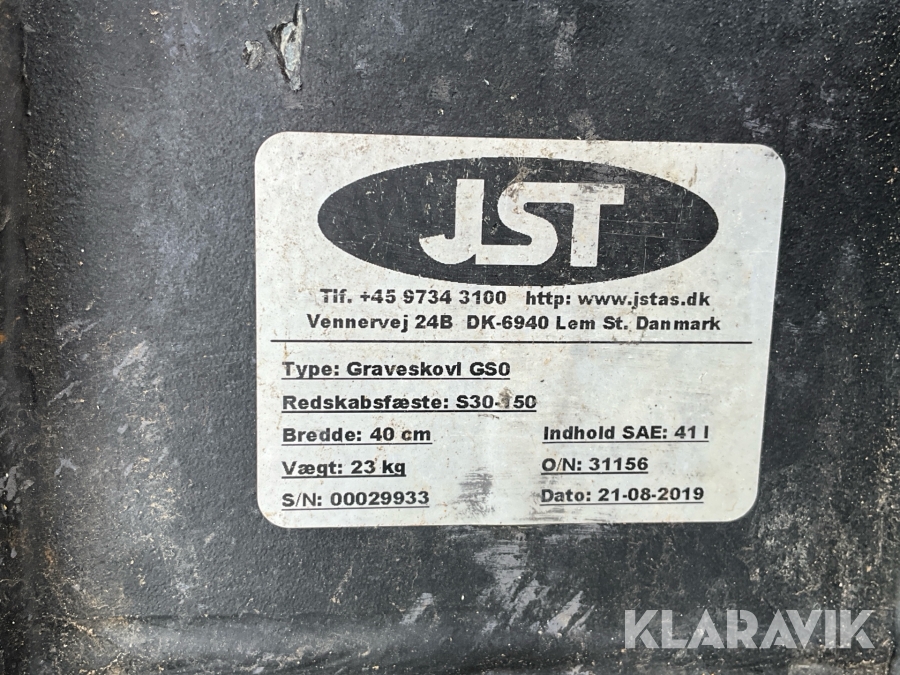 JST
Tlf. +45 9734 3100 http: www.jstas.dk
Vennervej 24B DK-6940 Lem St. Danmark
Type: Graveskovl GS0
Redskabsfæste: S30-150
Bredde: 40 cm Indhold SAE: 41 l
Vægt: 23 kg O/N: 31156
S/N: 00029933 Dato: 21-08-2019
KLARAVIK